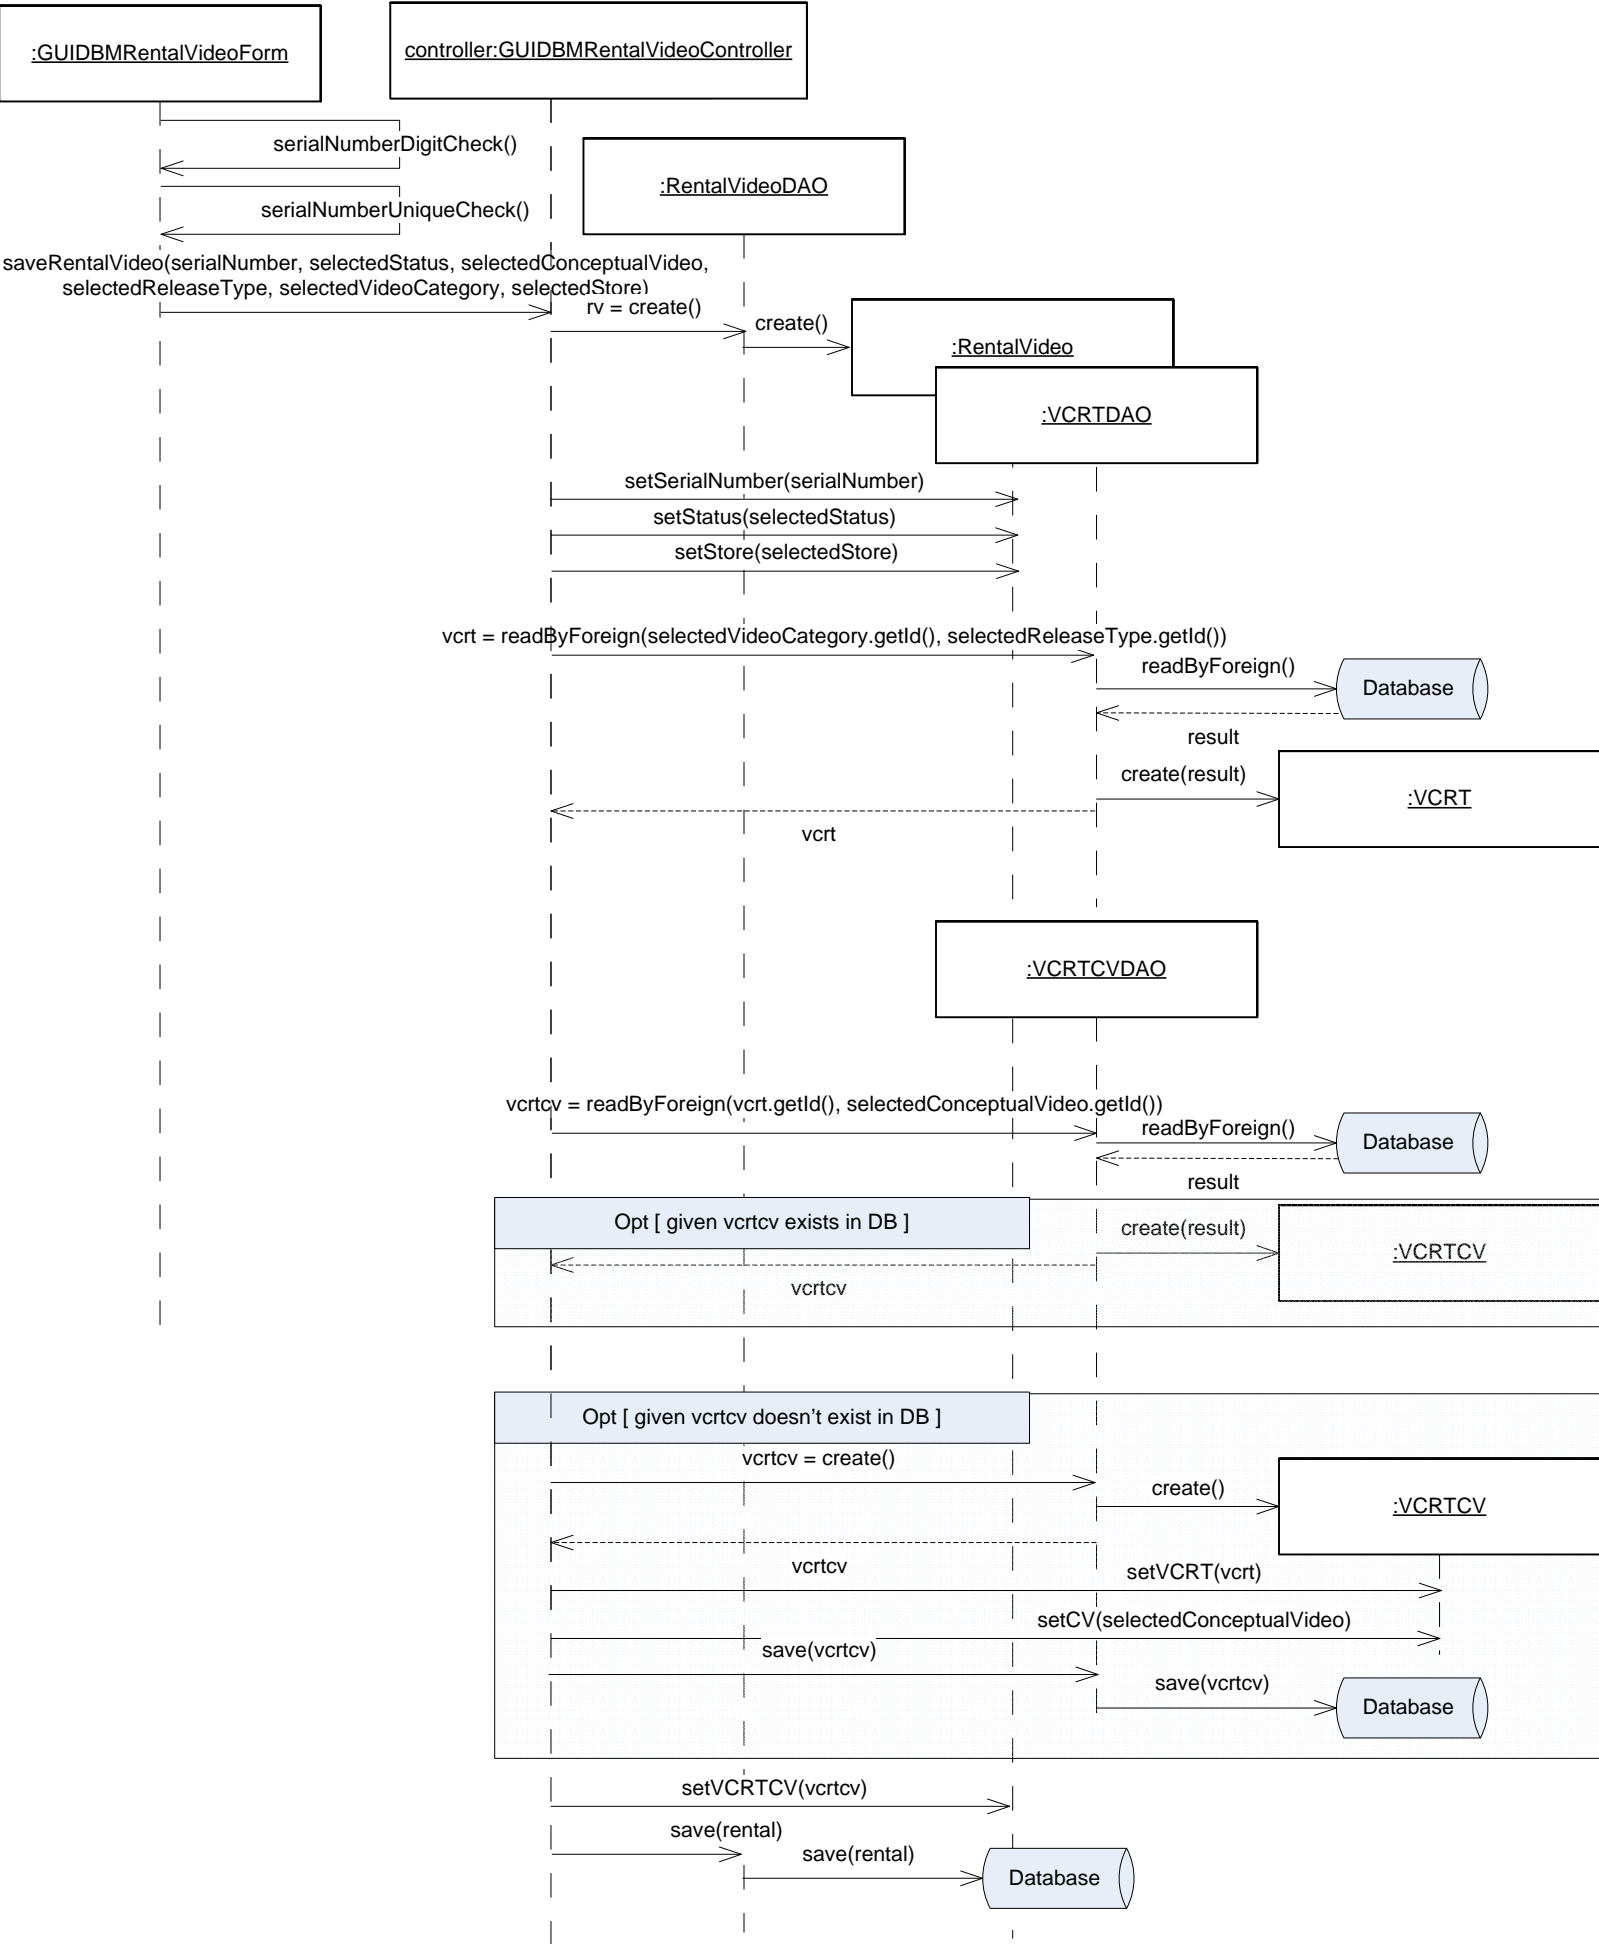 :GUIDBMRentalVideoForm
controller:GUIDBMRentalVideoController
serialNumberDigitCheck()
:RentalVideoDAO
serialNumberUniqueCheck()
saveRentalVideo(serialNumber, selectedStatus, selectedConceptualVideo,
selectedReleaseType, selectedVideoCategory, selectedStore)
rv = create()
create()
:RentalVideo
:VCRTDAO
setSerialNumber(serialNumber)
setStatus(selectedStatus)
setStore(selectedStore)
vcrt = readByForeign(selectedVideoCategory.getId(), selectedReleaseType.getId())
readByForeign()
Database
result
create(result)
:VCRT
vcrt
:VCRTCVDAO
vcrtcv = readByForeign(vcrt.getId(), selectedConceptualVideo.getId())
readByForeign()
Database
result
Opt [ given vcrtcv exists in DB ]
create(result)
:VCRTCV
vcrtcv
Opt [ given vcrtcv doesn't exist in DB ]
vcrtcv = create()
create()
:VCRTCV
vcrtcv
setVCRT(vcrt)
setCV(selectedConceptualVideo)
save(vcrtcv)
save(vcrtcv)
Database
setVCRTCV(vcrtcv)
save(rental)
save(rental)
Database